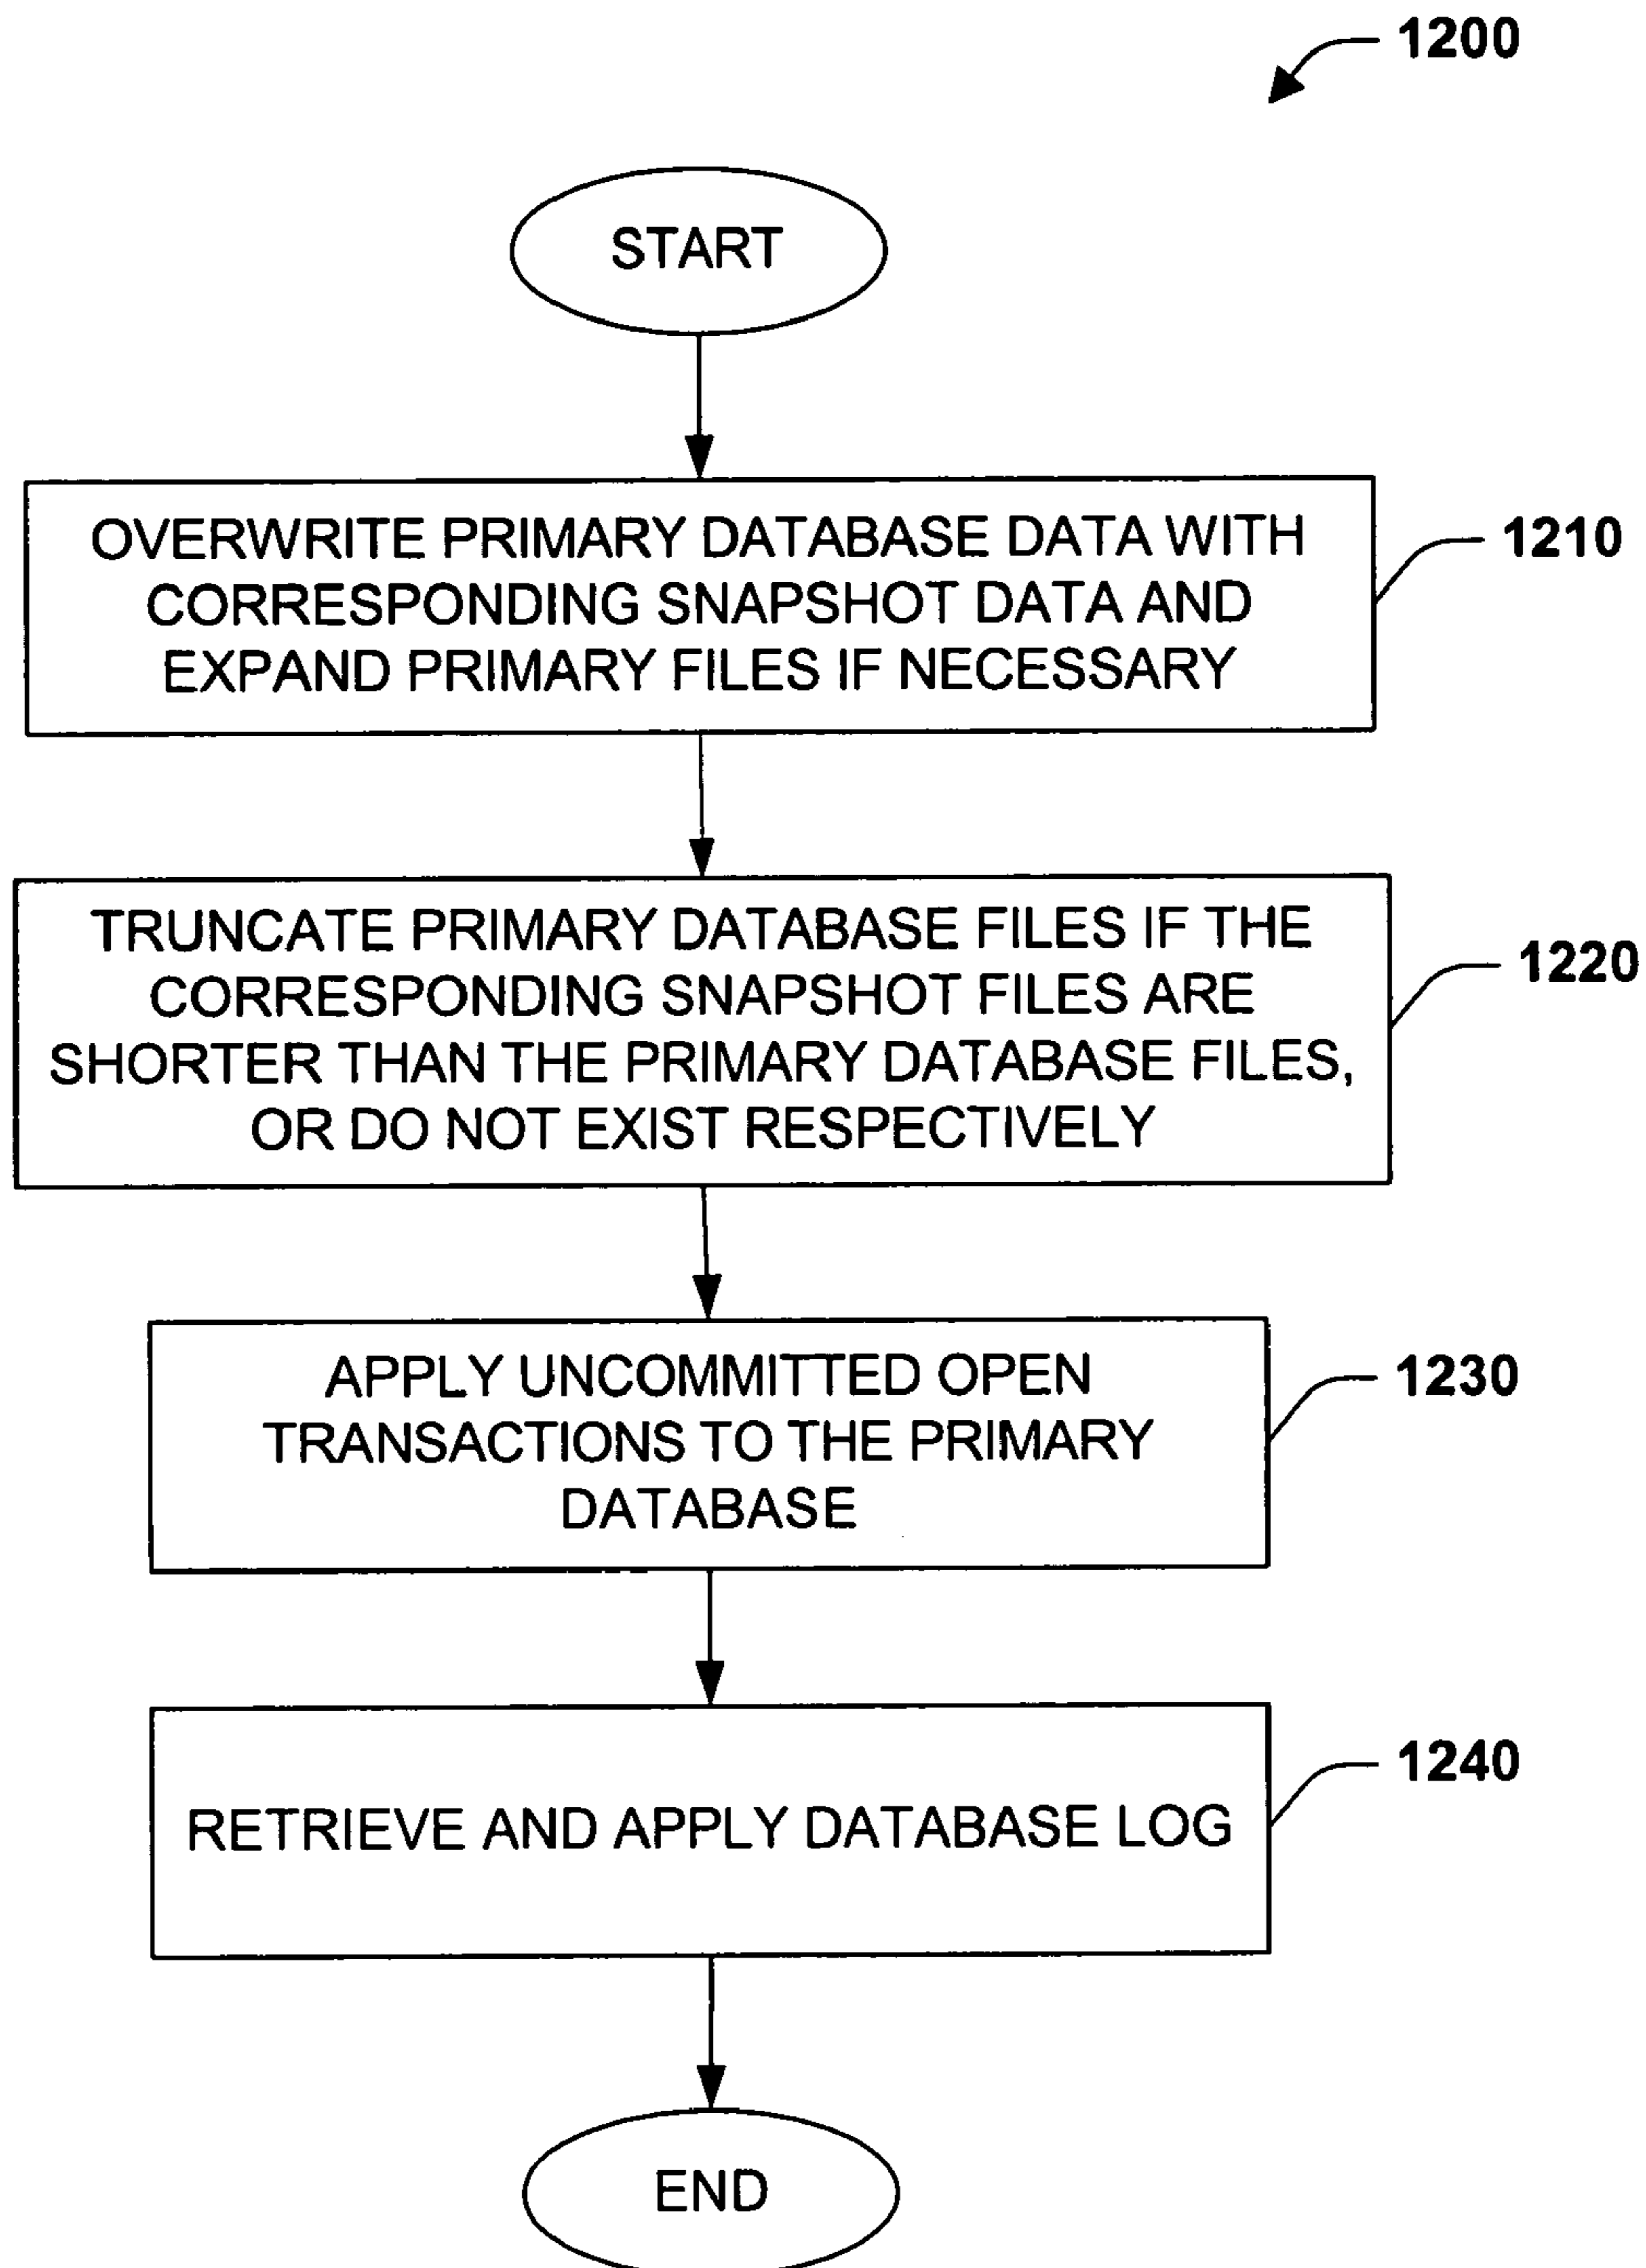 1200
START
OVERWRITE PRIMARY DATABASE DATA WITH
CORRESPONDING SNAPSHOT DATA AND
EXPAND PRIMARY FILES IF NECESSARY
1210
TRUNCATE PRIMARY DATABASE FILES IF THE
CORRESPONDING SNAPSHOT FILES ARE
SHORTER THAN THE PRIMARY DATABASE FILES,
OR DO NOT EXIST RESPECTIVELY
1220
APPLY UNCOMMITTED OPEN
TRANSACTIONS TO THE PRIMARY
DATABASE
1230
RETRIEVE AND APPLY DATABASE LOG
1240
END